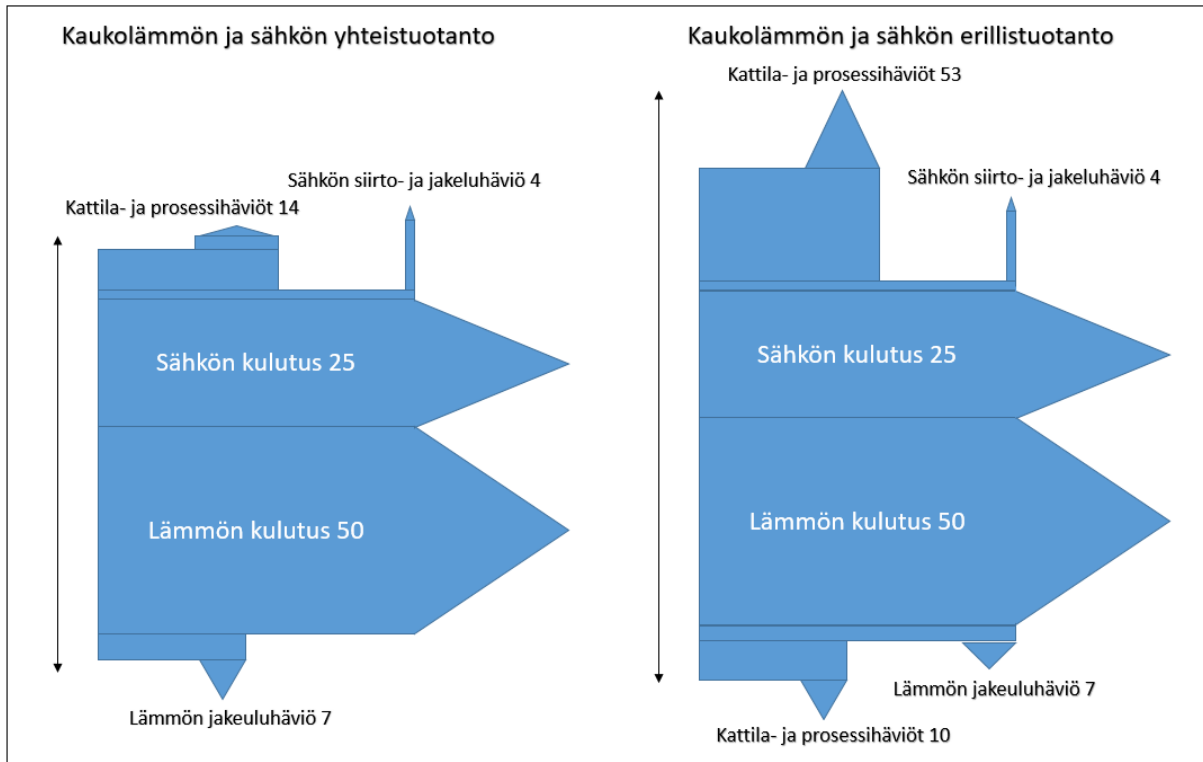 Kaukolämmön ja sähkön yhteistuotanto
Sähkön siirto- ja jakeluhäviö 4
Kattila- ja prosessihäviöt 14
Sähkön kulutus 25
Lämmön kulutus 50
Lämmön jakeuluhäviö 7
Kaukolämmön ja sähkön erillistuotanto
Kattila- ja prosessihäviöt 53
Sähkön siirto- ja jakeluhäviö 4
Sähkön kulutus 25
Lämmön kulutus 50
Lämmön jakeuluhäviö 7
Kattila- ja prosessihäviöt 10